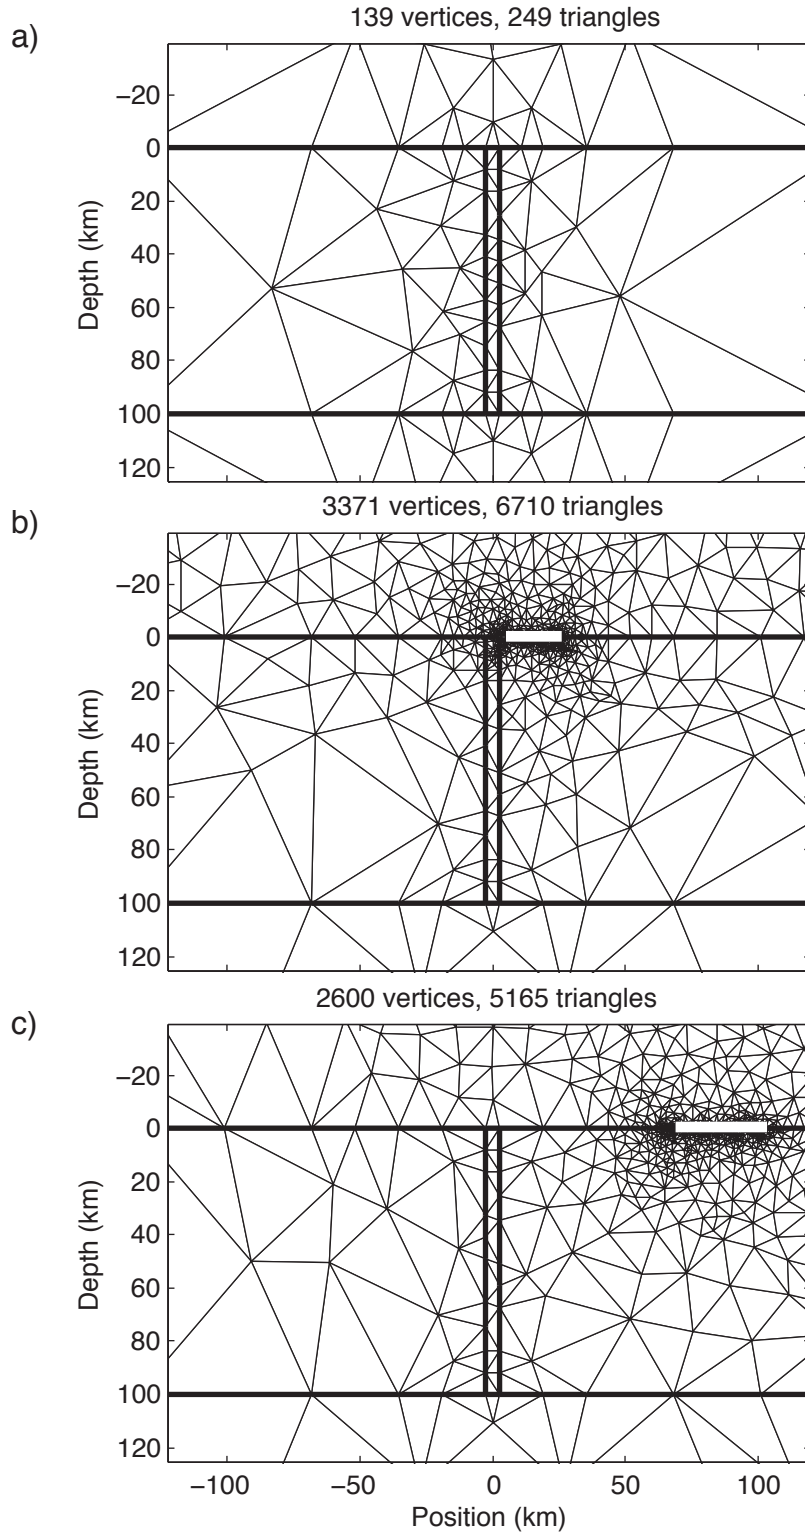 139 vertices, 249 triangles
a)
−20
0
20
40
60
80
100
120
Depth (km)
3371 vertices, 6710 triangles
b)
−20
0
20
40
60
80
100
120
Depth (km)
2600 vertices, 5165 triangles
c)
−20
0
20
40
60
80
100
120
Depth (km)
−100 −50 0 50 100
Position (km)